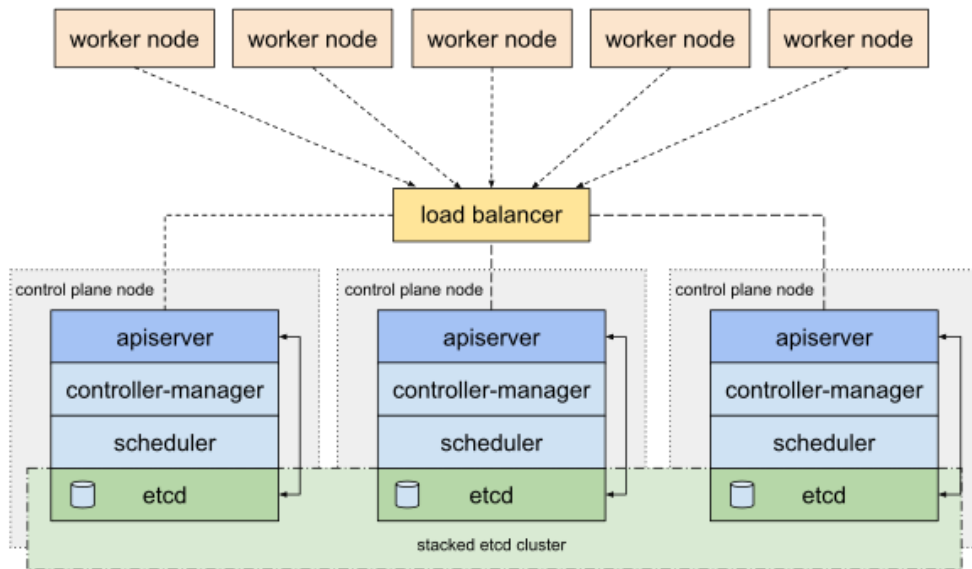 worker node
worker node
worker node
worker node
worker node
load balancer
control plane node
control plane node
control plane node
apiserver
apiserver
apiserver
controller-manager
controller-manager
controller-manager
scheduler
scheduler
scheduler
etcd
etcd
etcd
stacked etcd cluster